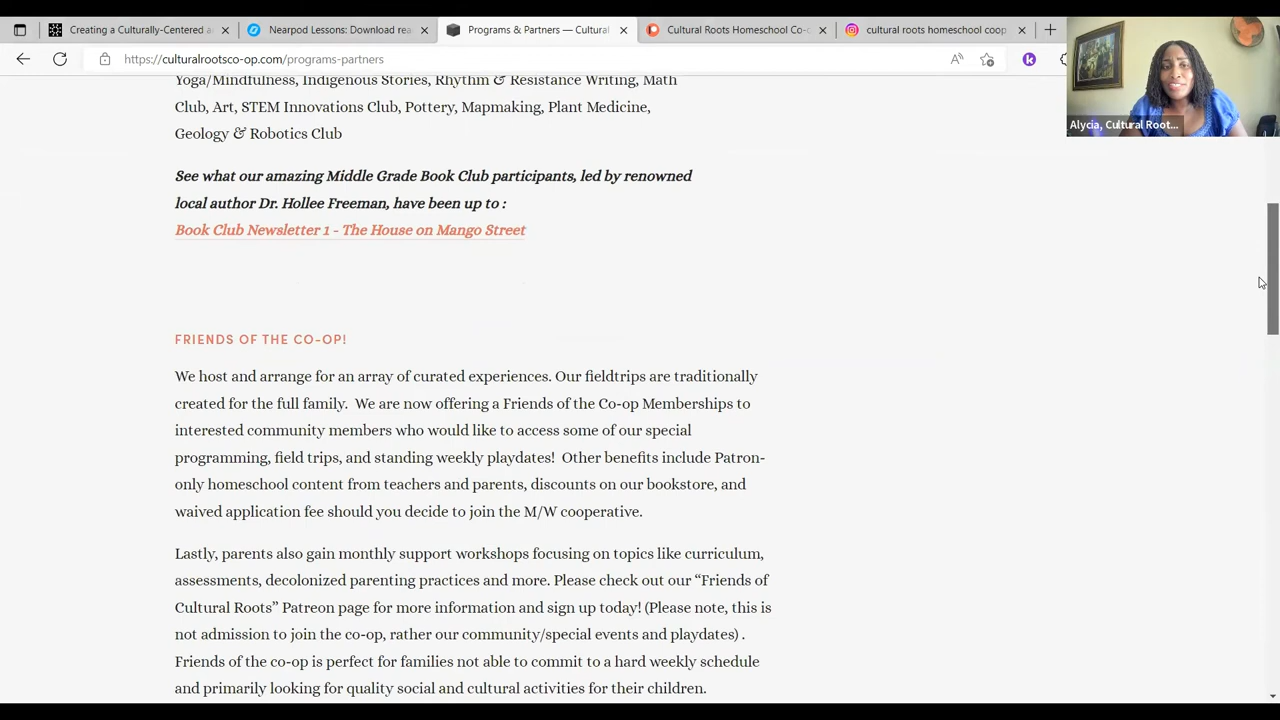 Creating a Culturally-Centered a
Nearpod Lessons: Download rea
Programs & Partners — Cultural
Cultural Roots Homeschool Co-o
cultural roots homeschool coop
https://culturalrootsco-op.com/programs-partners
Alycia, Cultural Root...
Yoga/Mindfulness, Indigenous Stories, Rhythm & Resistance Writing, Math
Club, Art, STEM Innovations Club, Pottery, Mapmaking, Plant Medicine,
Geology & Robotics Club
See what our amazing Middle Grade Book Club participants, led by renowned
local author Dr. Hollee Freeman, have been up to :
Book Club Newsletter 1 - The House on Mango Street
FRIENDS OF THE CO-OP!
We host and arrange for an array of curated experiences. Our fieldtrips are traditionally
created for the full family. We are now offering a Friends of the Co-op Memberships to
interested community members who would like to access some of our special
programming, field trips, and standing weekly playdates! Other benefits include Patron-
only homeschool content from teachers and parents, discounts on our bookstore, and
waived application fee should you decide to join the M/W cooperative.
Lastly, parents also gain monthly support workshops focusing on topics like curriculum,
assessments, decolonized parenting practices and more. Please check out our “Friends of
Cultural Roots” Patreon page for more information and sign up today! (Please note, this is
not admission to join the co-op, rather our community/special events and playdates) .
Friends of the co-op is perfect for families not able to commit to a hard weekly schedule
and primarily looking for quality social and cultural activities for their children.